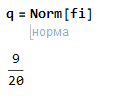 q = Norm[fi]
норма
9
20